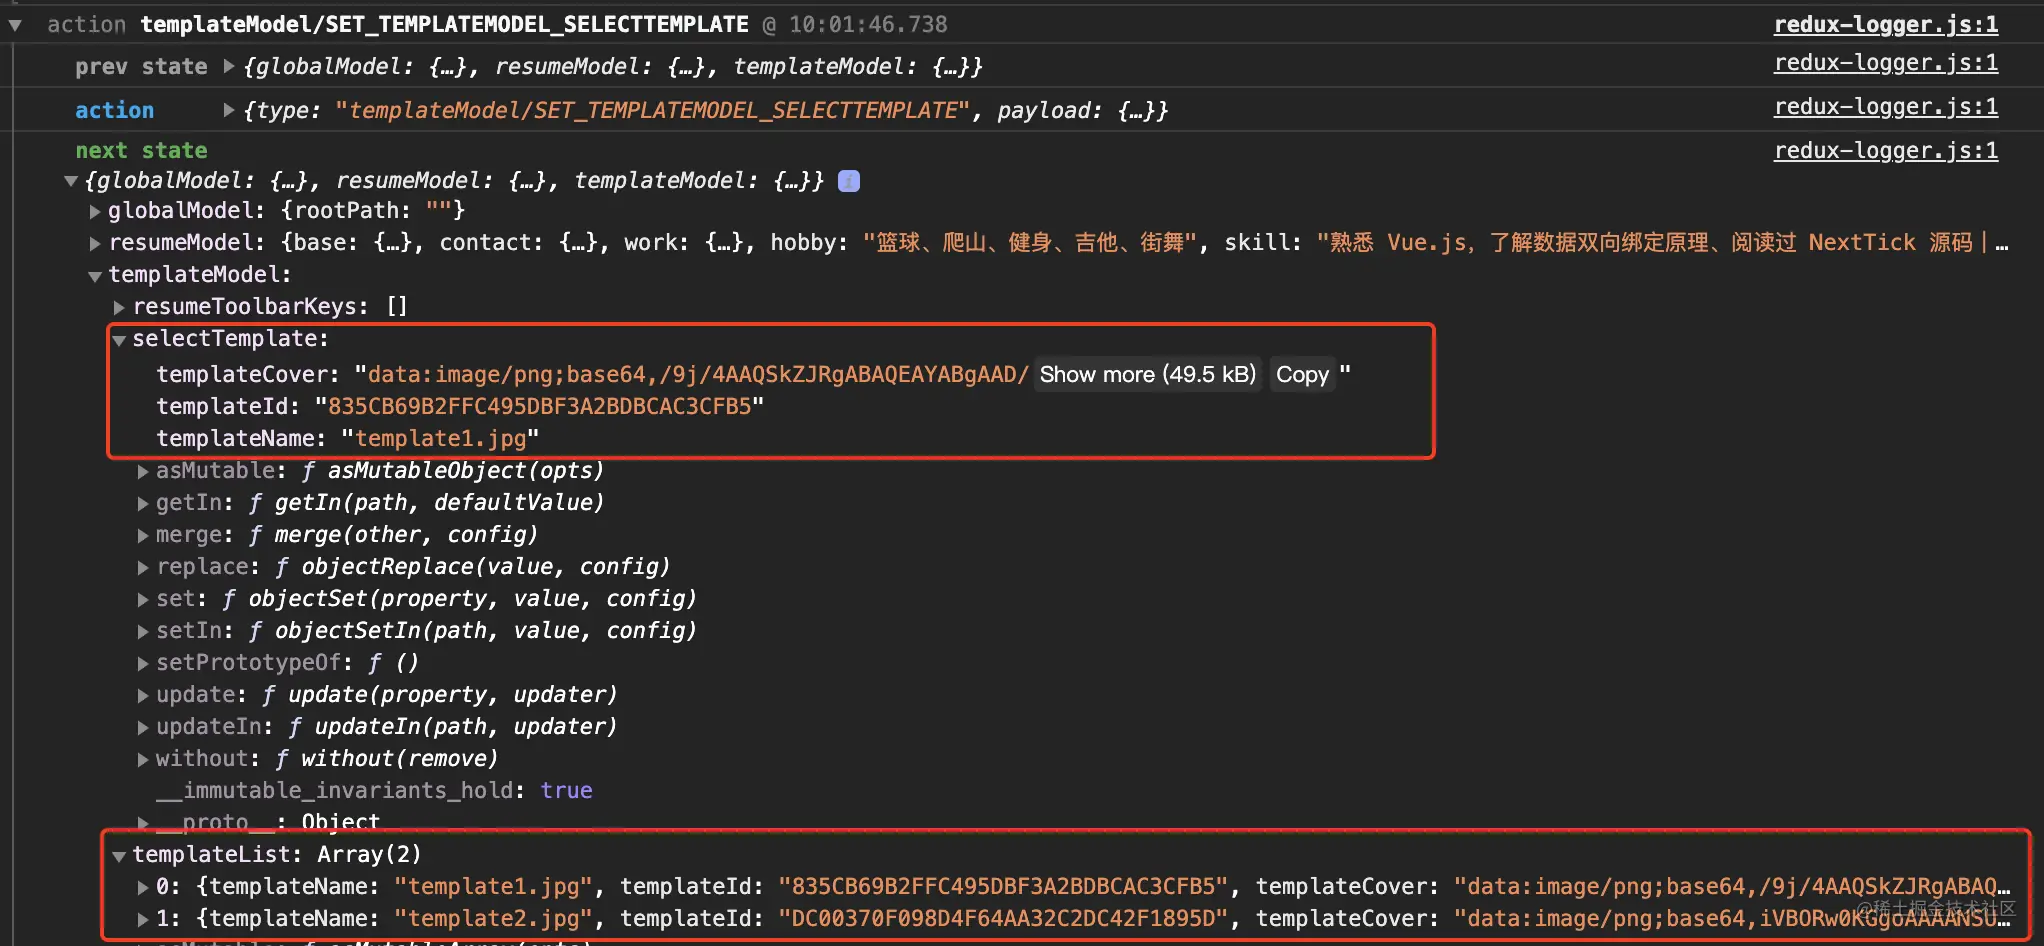 action templateModel/SET_TEMPLATEMODEL_SELECTTEMPLATE @ 10:01:46.738 redux-logger.js:1
prev state {globalModel: {…}, resumeModel: {…}, templateModel: {…}} redux-logger.js:1
action {type: "templateModel/SET_TEMPLATEMODEL_SELECTTEMPLATE", payload: {…}} redux-logger.js:1
next state redux-logger.js:1
{globalModel: {…}, resumeModel: {…}, templateModel: {…}} i
globalModel: {rootPath: ""}
resumeModel: {base: {…}, contact: {…}, work: {…}, hobby: "篮球、爬山、健身、吉他、街舞", skill: "熟悉 Vue.js，了解数据双向绑定原理、阅读过 NextTick 源码｜…
templateModel:
resumeToolbarKeys: []
selectTemplate:
templateCover: "data:image/png;base64,/9j/4AAQSkZJRgABAQEAYABgAAD/ Show more (49.5 kB) Copy "
templateId: "835CB69B2FFC495DBF3A2BDBCAC3CFB5"
templateName: "template1.jpg"
asMutable: ƒ asMutableObject(opts)
getIn: ƒ getIn(path, defaultValue)
merge: ƒ merge(other, config)
replace: ƒ objectReplace(value, config)
set: ƒ objectSet(property, value, config)
setIn: ƒ objectSetIn(path, value, config)
setPrototypeOf: ƒ ()
update: ƒ update(property, updater)
updateIn: ƒ updateIn(path, updater)
without: ƒ without(remove)
__immutable_invariants_hold: true
__proto__: Object
templateList: Array(2)
0: {templateName: "template1.jpg", templateId: "835CB69B2FFC495DBF3A2BDBCAC3CFB5", templateCover: "data:image/png;base64,/9j/4AAQSkZJRgABAQ…
1: {templateName: "template2.jpg", templateId: "DC00370F098D4F64AA32C2DC42F1895D", templateCover: "data:image/png;base64,iVBORw0KGgoAAAANSU…
@稀土掘金技术社区